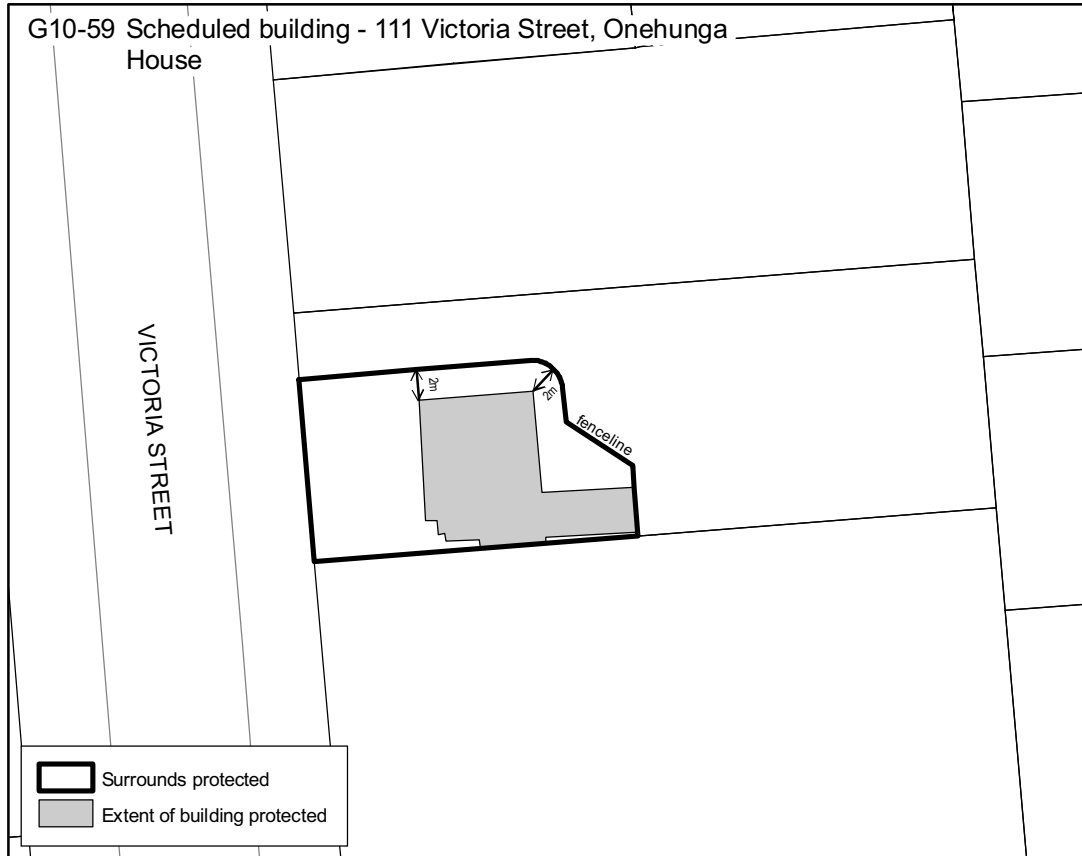 G10-59 Scheduled building - 111 Victoria Street, Onehunga
House
VICTORIA STREET
2m
2m
fenceline
Surrounds protected
Extent of building protected